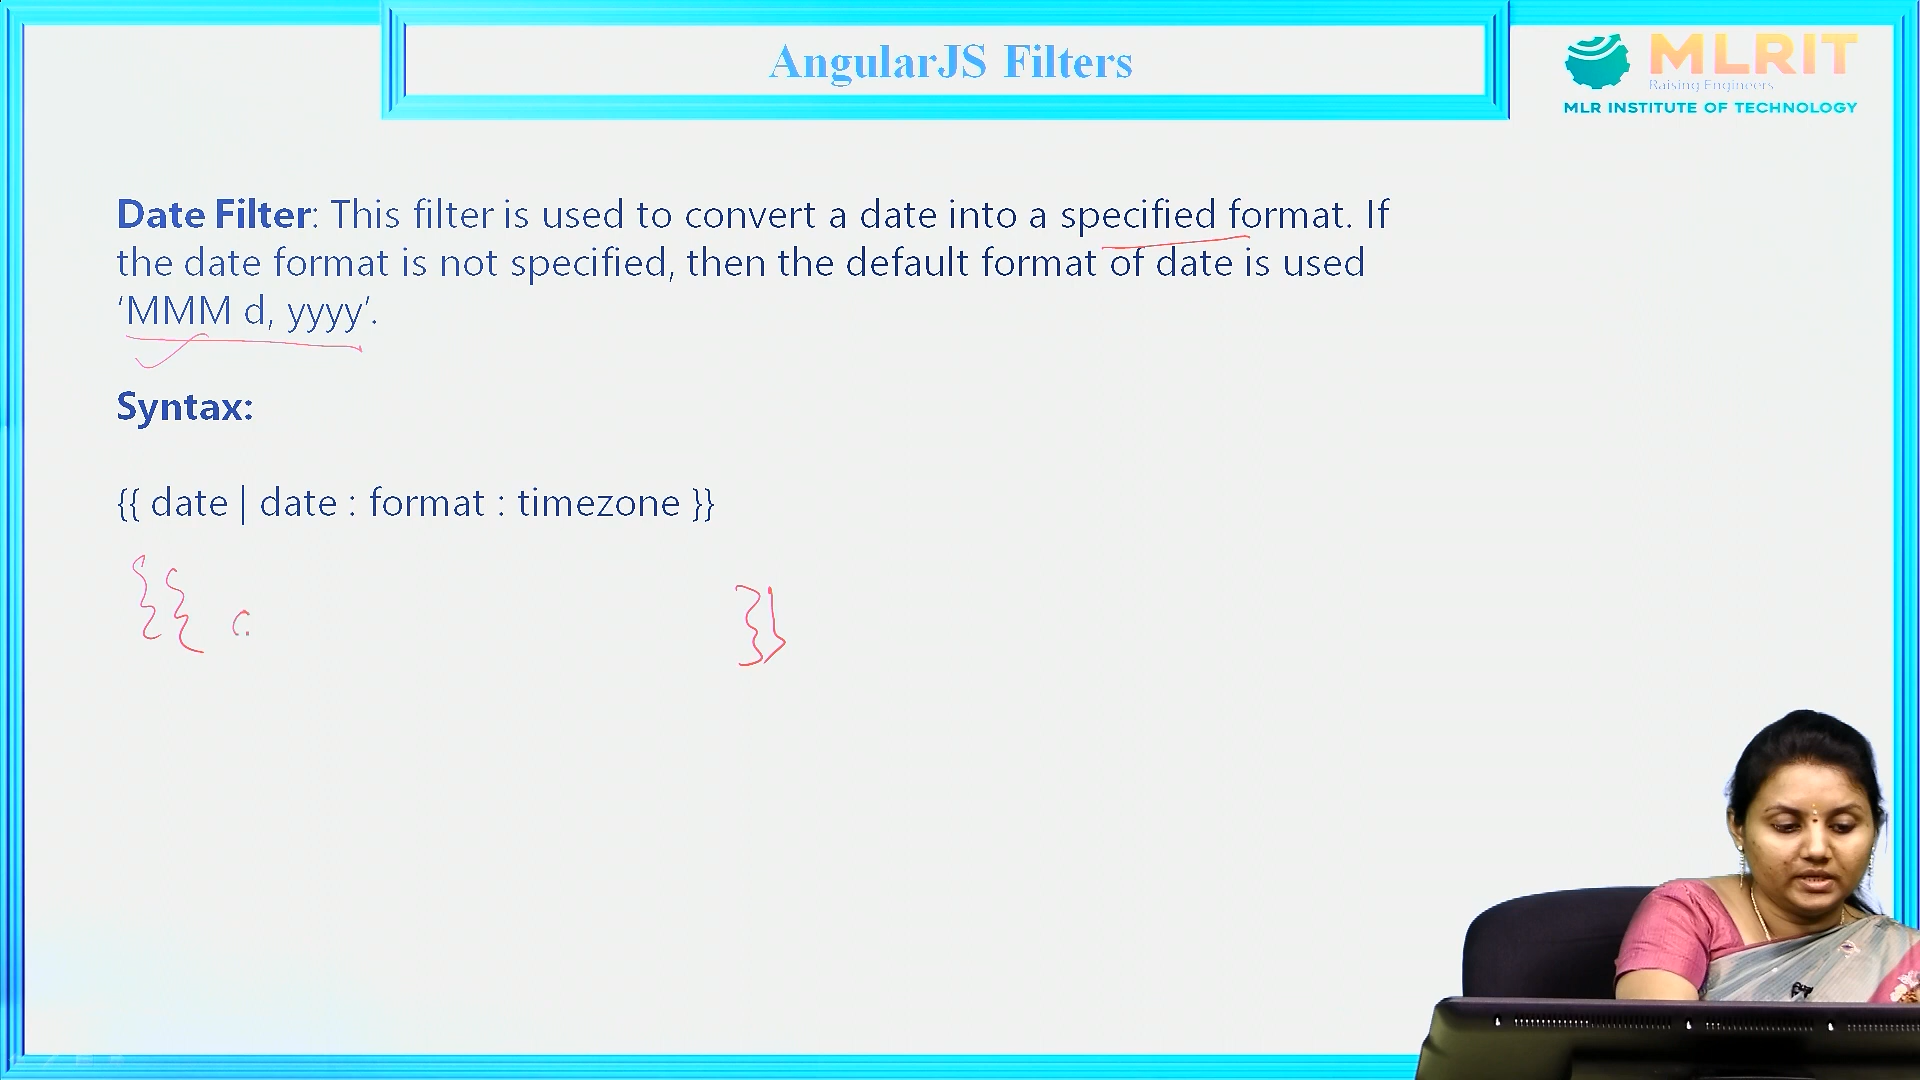 AngularJS Filters
MLRIT
Raising Engineers
MLR INSTITUTE OF TECHNOLOGY
Date Filter: This filter is used to convert a date into a specified format. If
the date format is not specified, then the default format of date is used
‘MMM d, yyyy’.
Syntax:
{{ date | date : format : timezone }}
{{ }}